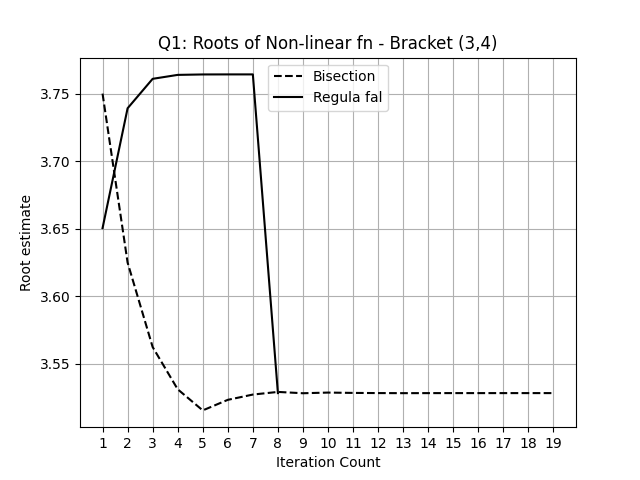 Q1: Roots of Non-linear fn - Bracket (3,4)
Bisection
Regula fal
3.75
3.70
3.65
3.60
3.55
Root estimate
1 2 3 4 5 6 7 8 9 10 11 12 13 14 15 16 17 18 19
Iteration Count